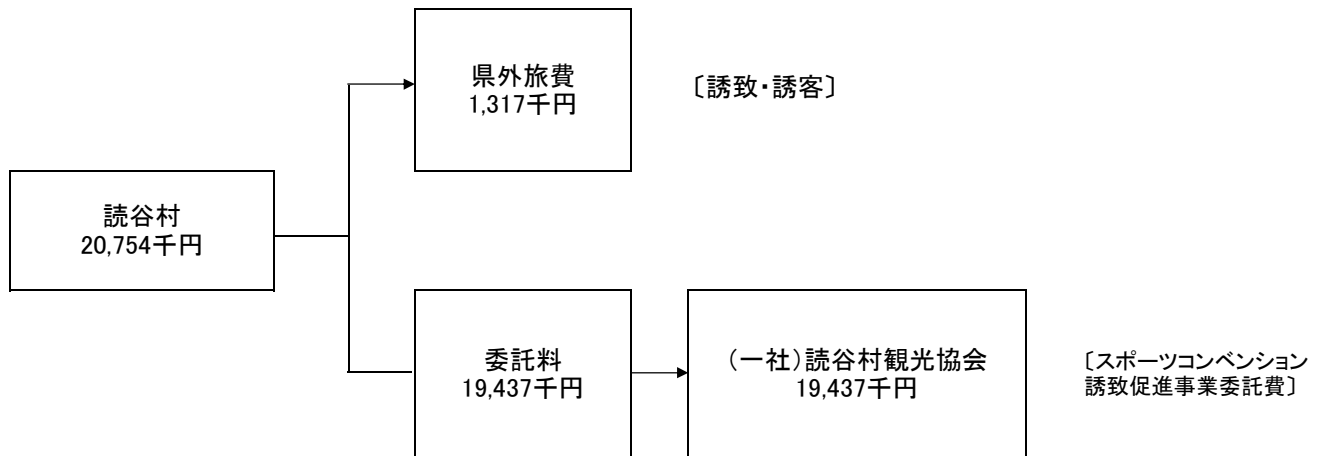 県外旅費
1,317千円
〔誘致・誘客〕
読谷村
20,754千円
委託料
19,437千円
（一社）読谷村観光協会
19,437千円
〔スポーツコンベンション
誘致促進事業委託費〕